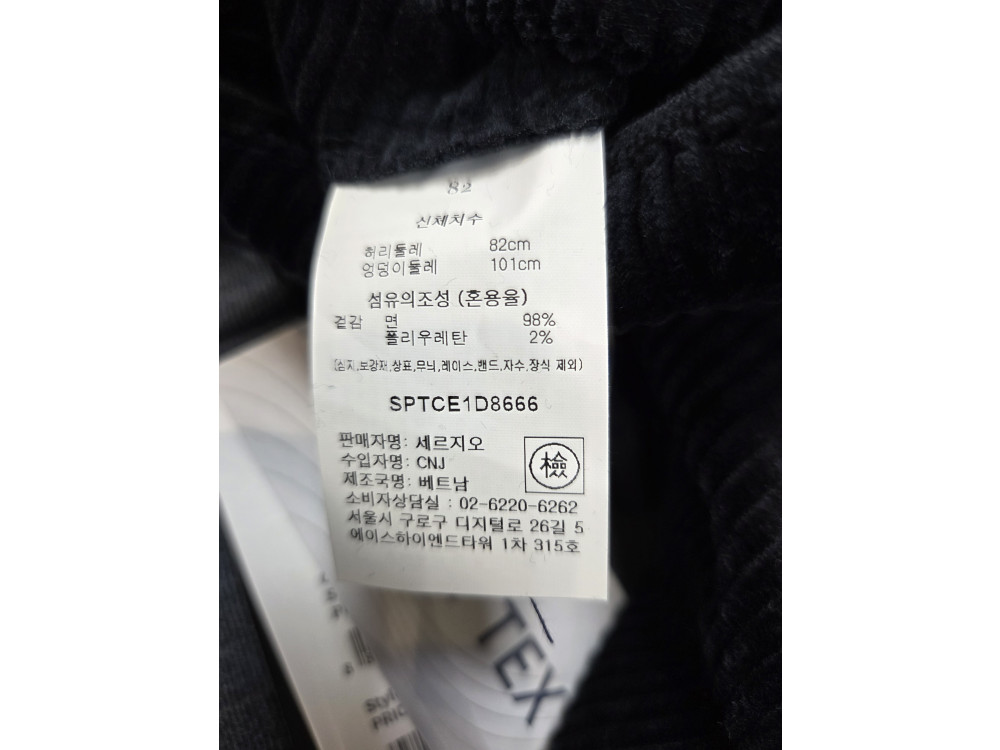 82
신체치수
허리둘레 82cm
엉덩이둘레 101cm
섬유의조성 (혼용율)
겉감 면 98%
폴리우레탄 2%
(심지,보강재,상표,무늬,레이스,밴드,자수,장식 제외)
SPTCE1D8666
판매자명: 세르지오
수입자명: CNJ
제조국명: 베트남
檢
소비자상담실 : 02-6220-6262
서울시 구로구 디지털로 26길 5
에이스하이엔드타워 1차 315호
TEX
Styl
PRIC